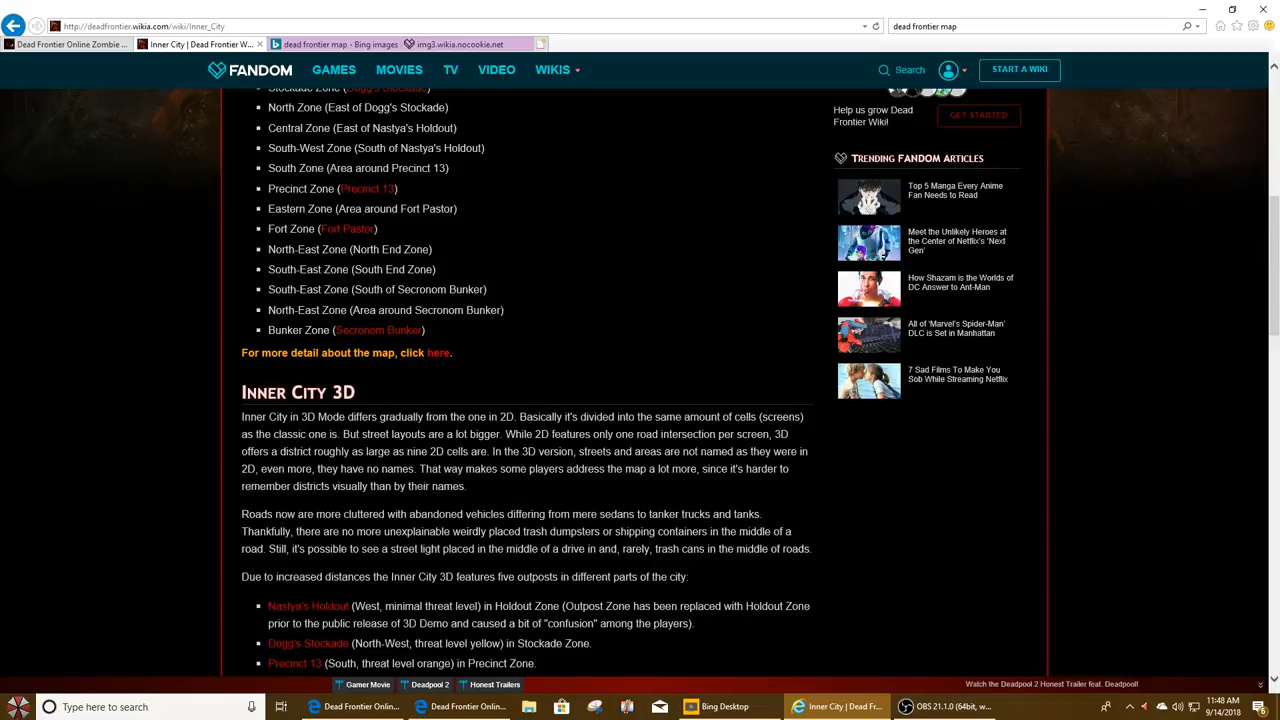 http://deadfrontier.wikia.com/wiki/Inner_City
dead frontier map
Dead Frontier Online Zombie ...
Inner City | Dead Frontier W...
dead frontier map - Bing images
img3.wikia.nocookie.net
FANDOM
GAMES
MOVIES
TV
VIDEO
WIKIS
Search
START A WIKI
Stockade Zone (Dogg's Stockade)
North Zone (East of Dogg's Stockade)
Central Zone (East of Nastya's Holdout)
South-West Zone (South of Nastya's Holdout)
South Zone (Area around Precinct 13)
Precinct Zone (Precinct 13)
Eastern Zone (Area around Fort Pastor)
Fort Zone (Fort Pastor)
North-East Zone (North End Zone)
South-East Zone (South End Zone)
South-East Zone (South of Secronom Bunker)
North-East Zone (Area around Secronom Bunker)
Bunker Zone (Secronom Bunker)
For more detail about the map, click here.
INNER CITY 3D
Inner City in 3D Mode differs gradually from the one in 2D. Basically it's divided into the same amount of cells (screens)
as the classic one is. But street layouts are a lot bigger. While 2D features only one road intersection per screen, 3D
offers a district roughly as large as nine 2D cells are. In the 3D version, streets and areas are not named as they were in
2D, even more, they have no names. That way makes some players address the map a lot more, since it's harder to
remember districts visually than by their names.
Roads now are more cluttered with abandoned vehicles differing from mere sedans to tanker trucks and tanks.
Thankfully, there are no more unexplainable weirdly placed trash dumpsters or shipping containers in the middle of a
road. Still, it's possible to see a street light placed in the middle of a drive in and, rarely, trash cans in the middle of roads.
Due to increased distances the Inner City 3D features five outposts in different parts of the city:
Nastya's Holdout (West, minimal threat level) in Holdout Zone (Outpost Zone has been replaced with Holdout Zone
prior to the public release of 3D Demo and caused a bit of "confusion" among the players).
Dogg's Stockade (North-West, threat level yellow) in Stockade Zone.
Precinct 13 (South, threat level orange) in Precinct Zone.
Help us grow Dead
Frontier Wiki!
GET STARTED
TRENDING FANDOM ARTICLES
Top 5 Manga Every Anime
Fan Needs to Read
Meet the Unlikely Heroes at
the Center of Netflix's 'Next
Gen'
How Shazam is the Worlds of
DC Answer to Ant-Man
All of 'Marvel's Spider-Man'
DLC is Set in Manhattan
7 Sad Films To Make You
Sob While Streaming Netflix
Gamer Movie
Deadpool 2
Honest Trailers
Watch the Deadpool 2 Honest Trailer feat. Deadpool!
Type here to search
Dead Frontier Onlin...
Dead Frontier Onlin...
Bing Desktop
Inner City | Dead Fr...
OBS 21.1.0 (64bit, w...
11:48 AM
9/14/2018
6